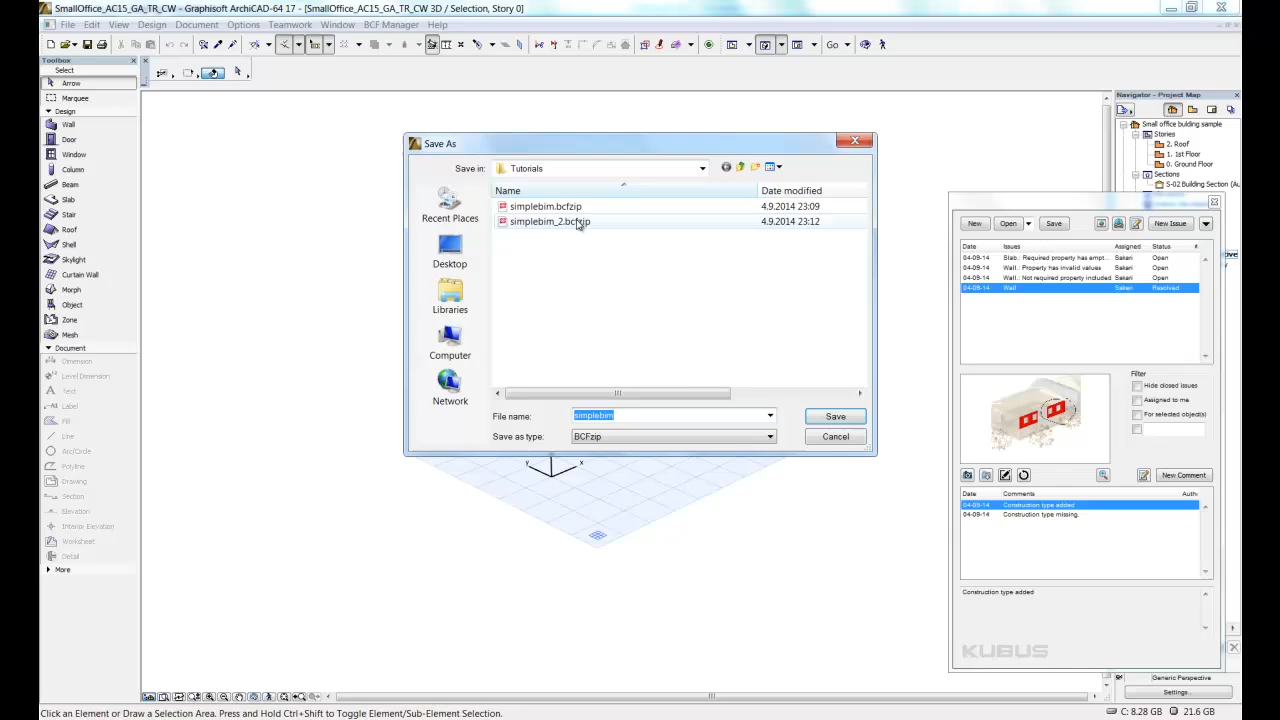 SmallOffice_AC15_GA_TR_CW - Graphisoft ArchiCAD-64 17 - [SmallOffice_AC15_GA_TR_CW 3D / Selection, Story 0]
File Edit View Design Document Options Teamwork Window BCF Manager Help
Go
Toolbox
Select
Arrow
Marquee
Design
Wall
Door
Window
Column
Beam
Slab
Stair
Roof
Shell
Skylight
Curtain Wall
Morph
Object
Zone
Mesh
Document
Dimension
Level Dimension
Text
Label
Fill
Line
Arc/Circle
Polyline
Drawing
Section
Elevation
Interior Elevation
Worksheet
Detail
More
Save As
Save in: Tutorials
Name Date modified
simplebim.bcfzip 4.9.2014 23:09
simplebim_2.bcfzip 4.9.2014 23:12
Recent Places
Desktop
Libraries
Computer
Network
File name: simplebim Save
Save as type: BCFzip Cancel
y x
Navigator - Project Map
Small office bulding sample
Stories
2. Roof
1. 1st Floor
0. Ground Floor
Sections
S-02 Building Section (Au
New Open Save New Issue
Date Issues Assigned Status
04-09-14 Slab.: Required property has empt... Sakari Open
04-09-14 Wall.: Property has invalid values Sakari Open
04-09-14 Wall.: Not required property included Sakari Open
04-09-14 Wall Sakari Resolved
Filter
Hide closed issues
Assigned to me
For selected object(s)
New Comment
Date Comments Autho
04-09-14 Construction type added
04-09-14 Construction type missing.
Construction type added
KUBUS
Generic Perspective
Settings...
Click an Element or Draw a Selection Area. Press and Hold Ctrl+Shift to Toggle Element/Sub-Element Selection.
C: 8.28 GB 21.6 GB